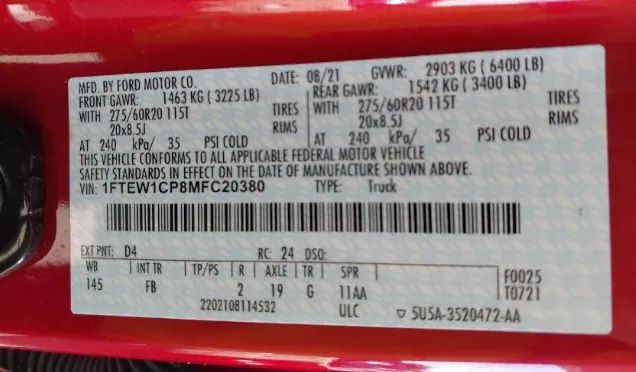 MFD. BY FORD MOTOR CO.
DATE: 08/21 GVWR: 2903 KG ( 6400 LB)
FRONT GAWR: 1463 KG ( 3225 LB)
REAR GAWR: 1542 KG ( 3400 LB)
WITH 275/60R20 115T TIRES
WITH 275/60R20 115T TIRES
20x8.5J RIMS
20x8.5J RIMS
AT 240 kPa/ 35 PSI COLD
AT 240 kPa/ 35 PSI COLD
THIS VEHICLE CONFORMS TO ALL APPLICABLE FEDERAL MOTOR VEHICLE
SAFETY STANDARDS IN EFFECT ON THE DATE OF MANUFACTURE SHOWN ABOVE.
VIN: 1FTEW1CP8MFC20380 TYPE: Truck
EXT PNT: D4 RC: 24 DSO:
WB INT TR TP/PS R AXLE TR SPR
145 FB 2 19 G 11AA
F0025
T0721
2202108114532 ULC ▽ 5U5A-3520472-AA